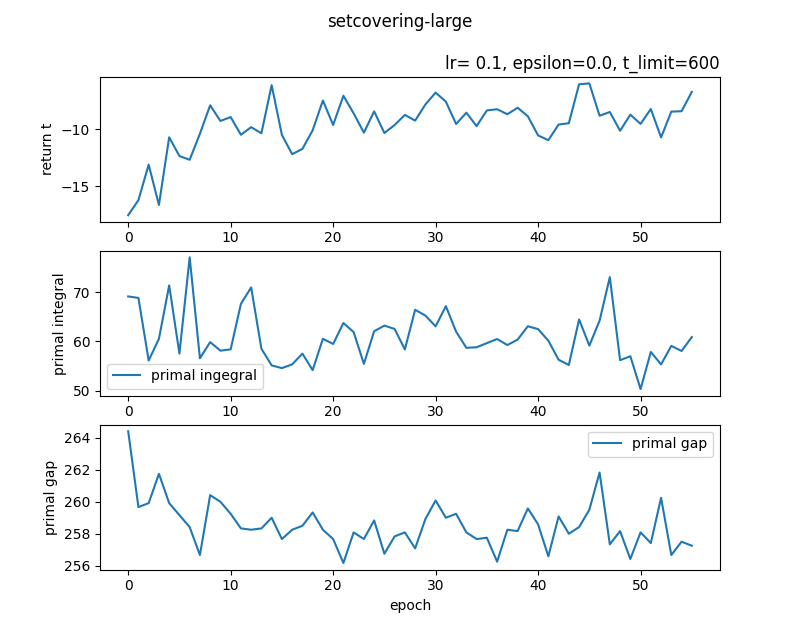 setcovering-large
lr= 0.1, epsilon=0.0, t_limit=600
return t
−10
−15
0 10 20 30 40 50
primal integral
70
60
50
primal ingegral
0 10 20 30 40 50
primal gap
264
262
260
258
256
primal gap
0 10 20 30 40 50
epoch